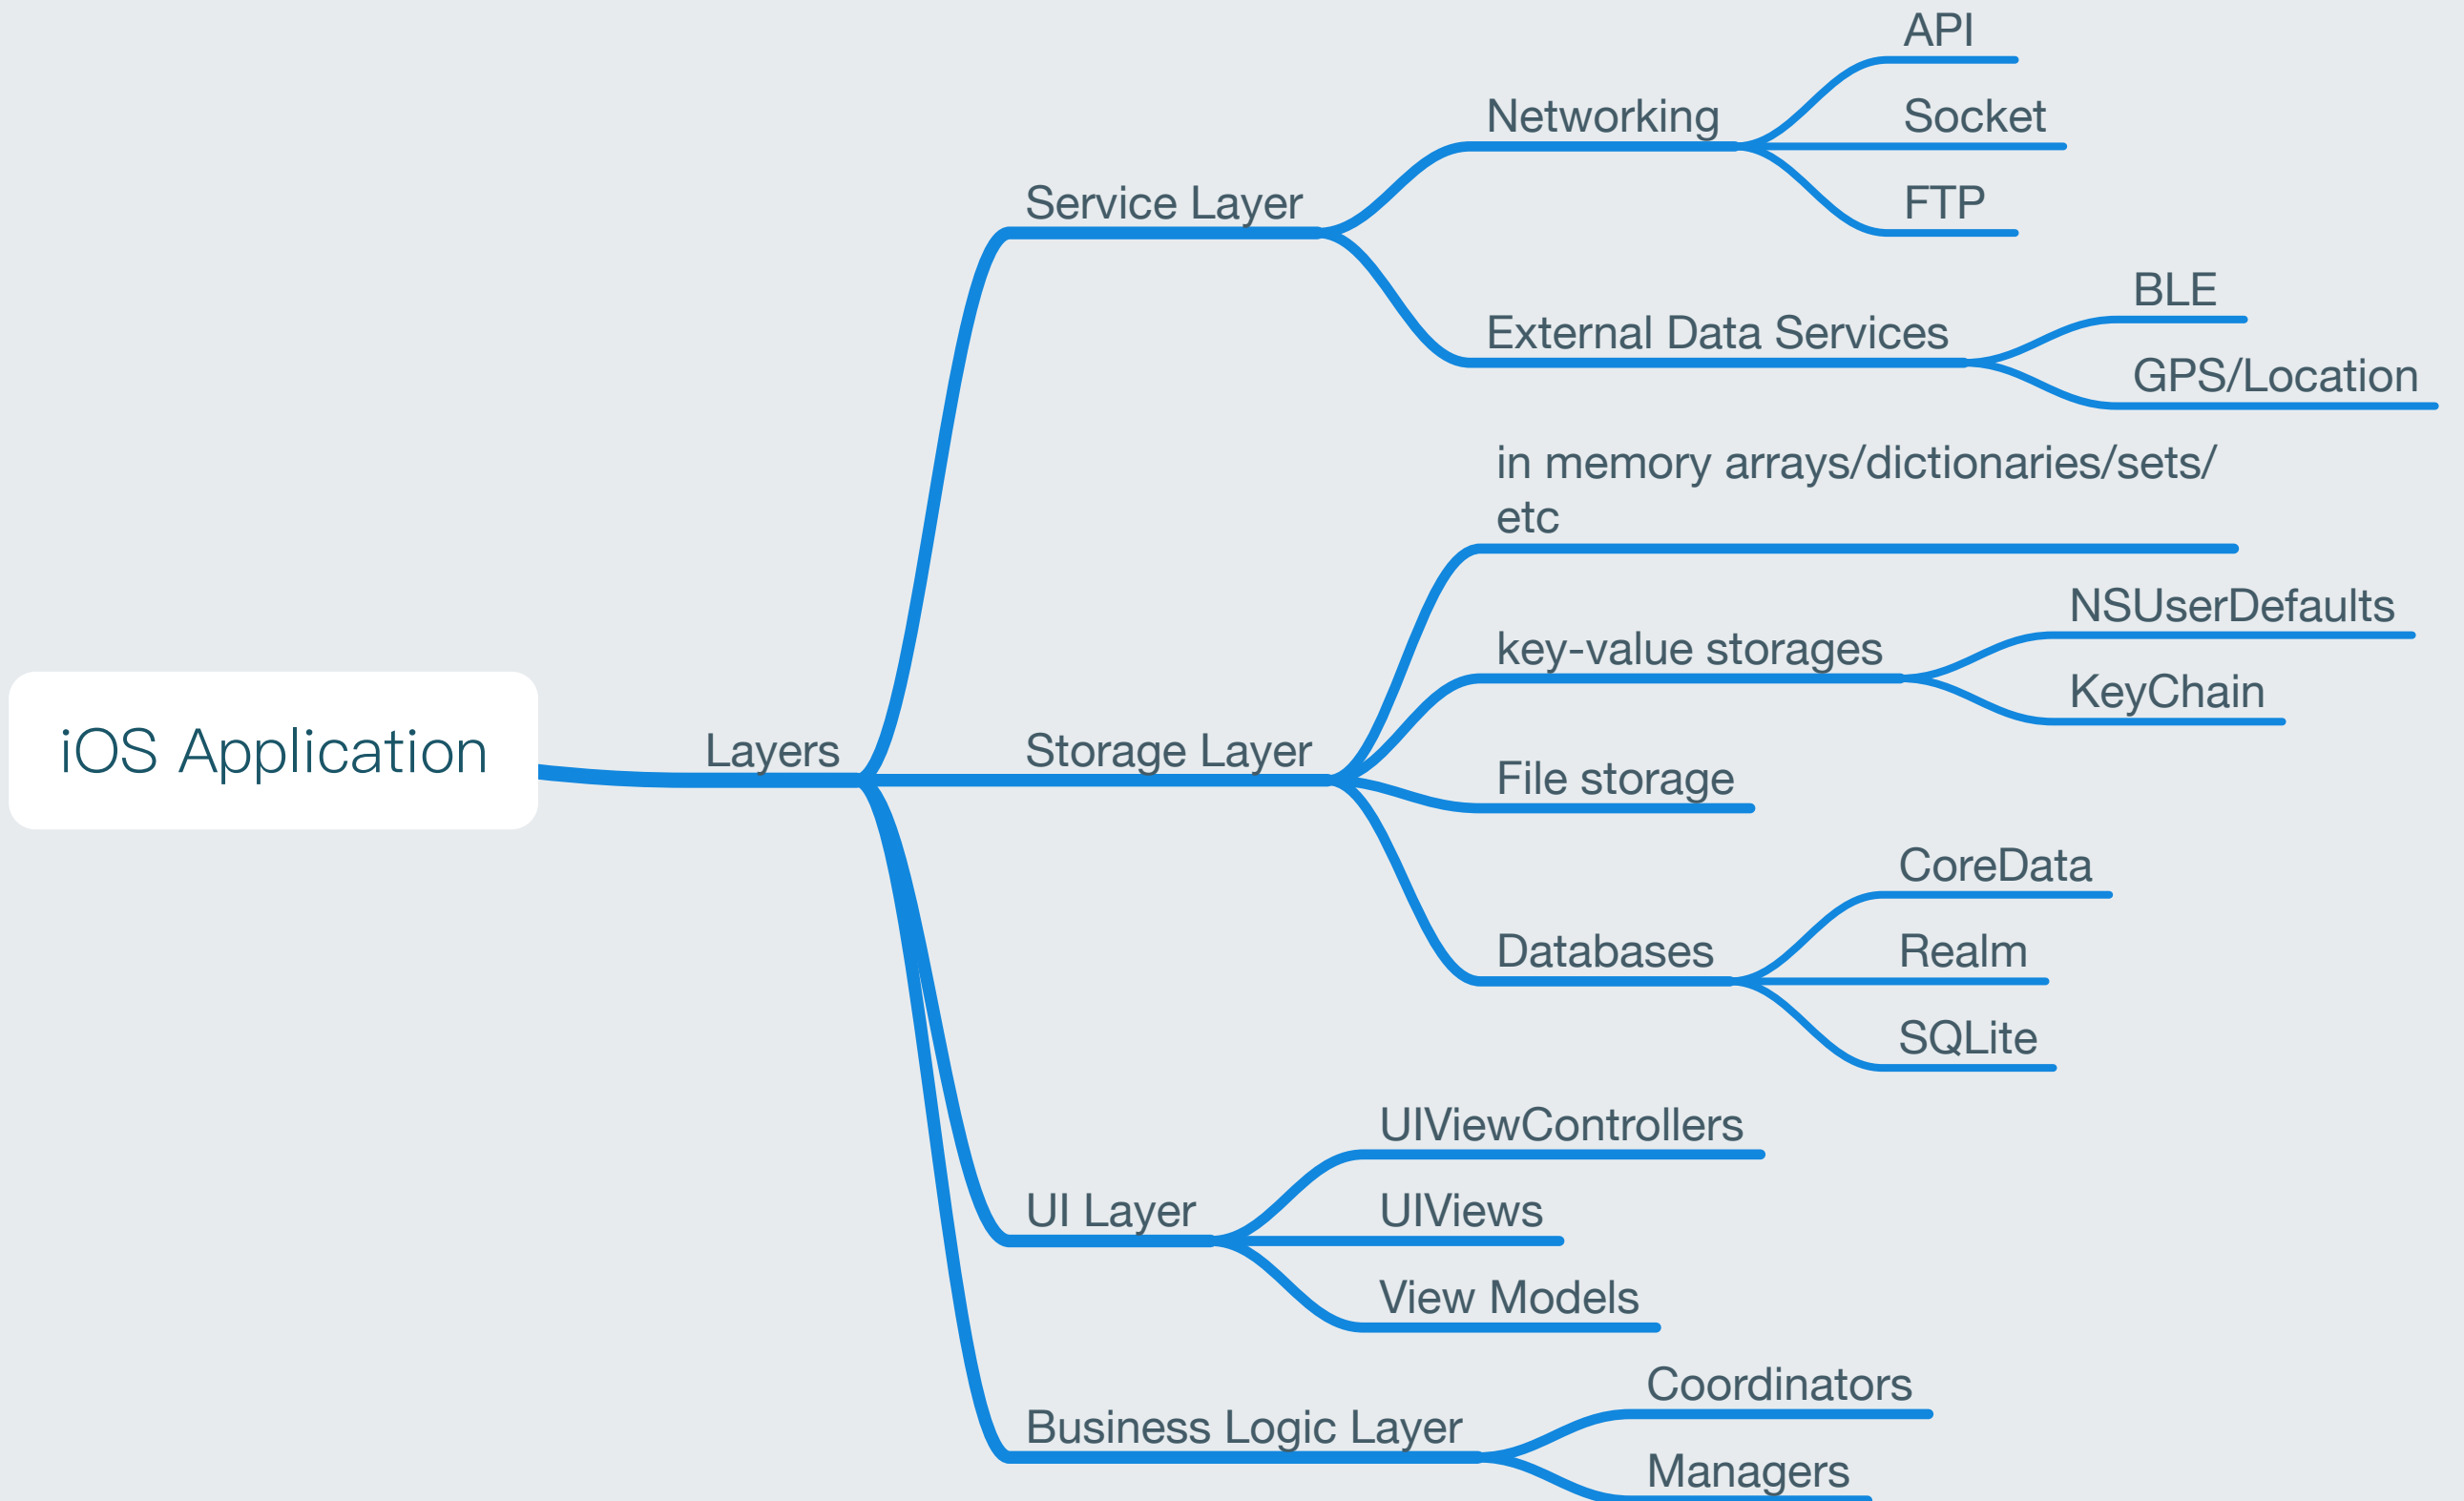 iOS Application
Layers
Service Layer
Networking
API
Socket
FTP
External Data Services
BLE
GPS/Location
Storage Layer
in memory arrays/dictionaries/sets/
etc
key-value storages
NSUserDefaults
KeyChain
File storage
Databases
CoreData
Realm
SQLite
UI Layer
UIViewControllers
UIViews
View Models
Business Logic Layer
Coordinators
Managers